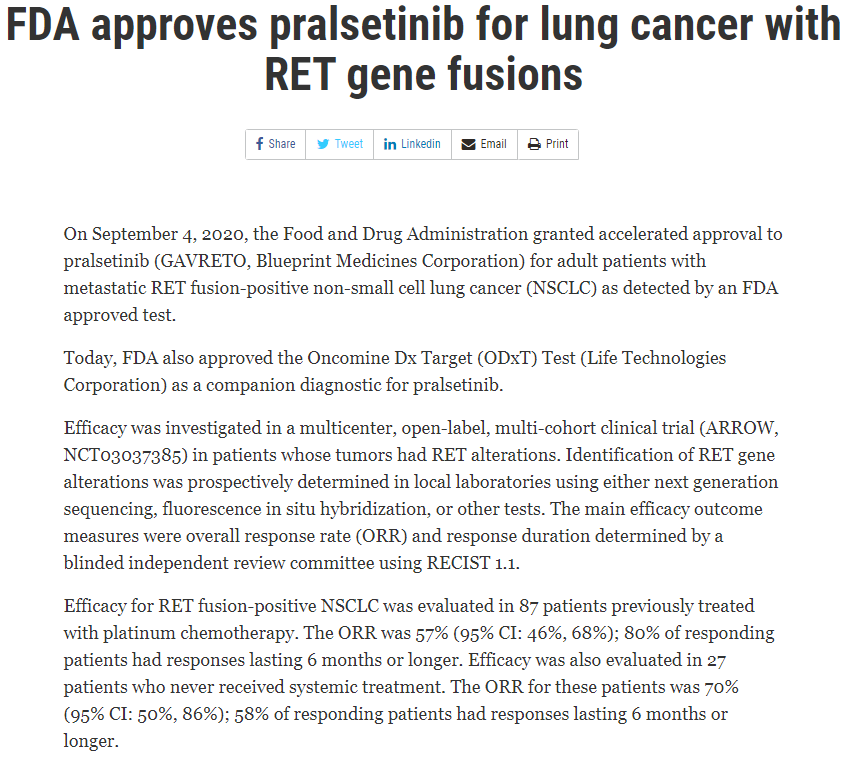 FDA approves pralsetinib for lung cancer with
RET gene fusions
Share Tweet Linkedin Email Print
On September 4, 2020, the Food and Drug Administration granted accelerated approval to
pralsetinib (GAVRETO, Blueprint Medicines Corporation) for adult patients with
metastatic RET fusion-positive non-small cell lung cancer (NSCLC) as detected by an FDA
approved test.
Today, FDA also approved the Oncomine Dx Target (ODxT) Test (Life Technologies
Corporation) as a companion diagnostic for pralsetinib.
Efficacy was investigated in a multicenter, open-label, multi-cohort clinical trial (ARROW,
NCT03037385) in patients whose tumors had RET alterations. Identification of RET gene
alterations was prospectively determined in local laboratories using either next generation
sequencing, fluorescence in situ hybridization, or other tests. The main efficacy outcome
measures were overall response rate (ORR) and response duration determined by a
blinded independent review committee using RECIST 1.1.
Efficacy for RET fusion-positive NSCLC was evaluated in 87 patients previously treated
with platinum chemotherapy. The ORR was 57% (95% CI: 46%, 68%); 80% of responding
patients had responses lasting 6 months or longer. Efficacy was also evaluated in 27
patients who never received systemic treatment. The ORR for these patients was 70%
(95% CI: 50%, 86%); 58% of responding patients had responses lasting 6 months or
longer.